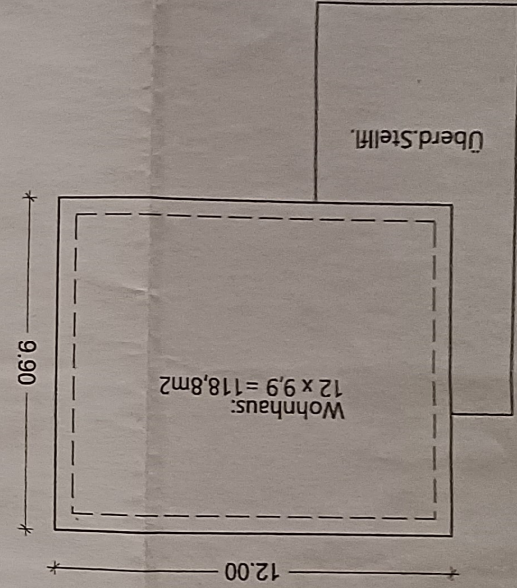 12.00
Wohnhaus:
12 x 9,9 = 118,8m2
9.90
Überd.Stellfl.